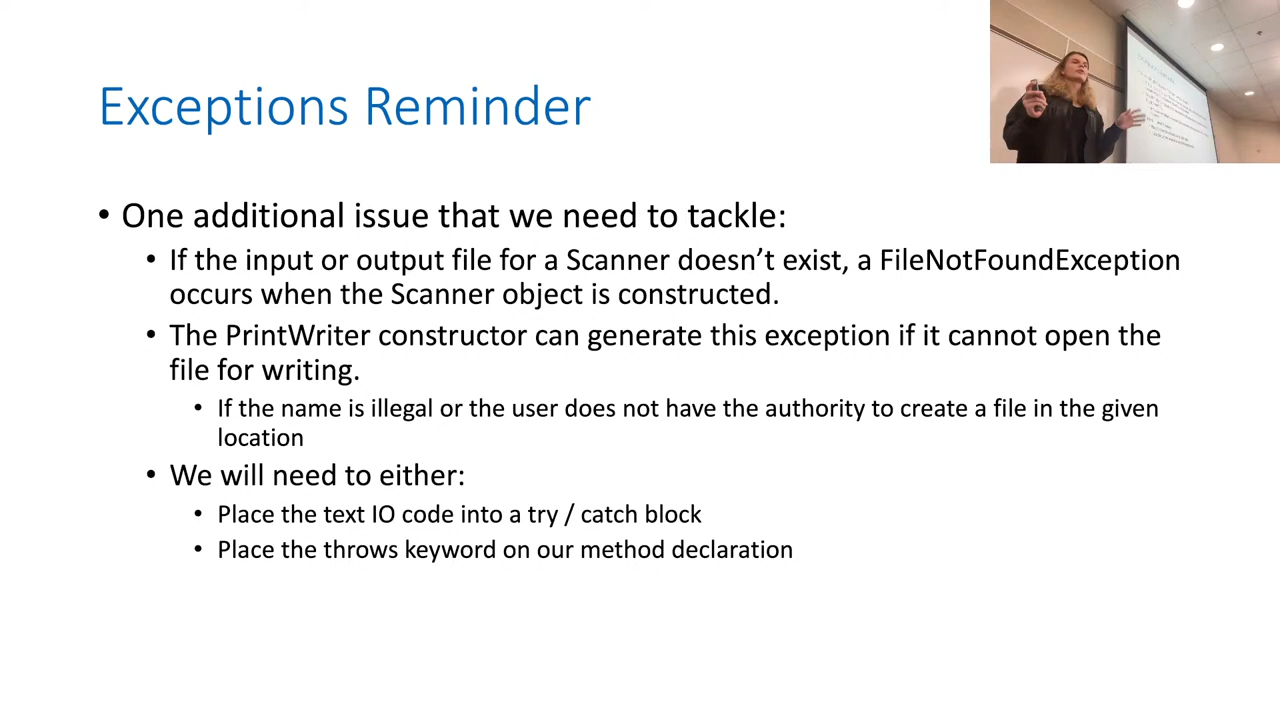 Exceptions Reminder
• One additional issue that we need to tackle:
• If the input or output file for a Scanner doesn’t exist, a FileNotFoundException
occurs when the Scanner object is constructed.
• The PrintWriter constructor can generate this exception if it cannot open the
file for writing.
• If the name is illegal or the user does not have the authority to create a file in the given
location
• We will need to either:
• Place the text IO code into a try / catch block
• Place the throws keyword on our method declaration